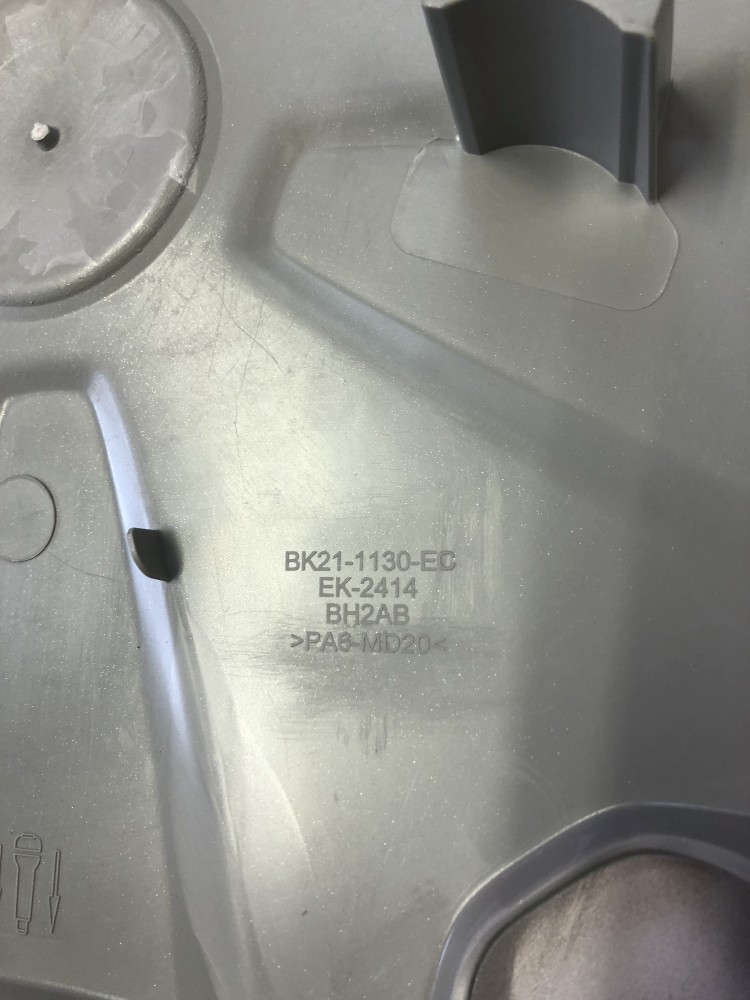 BK21-1130-EC
EK-2414
BH2AB
>PA6-MD20<